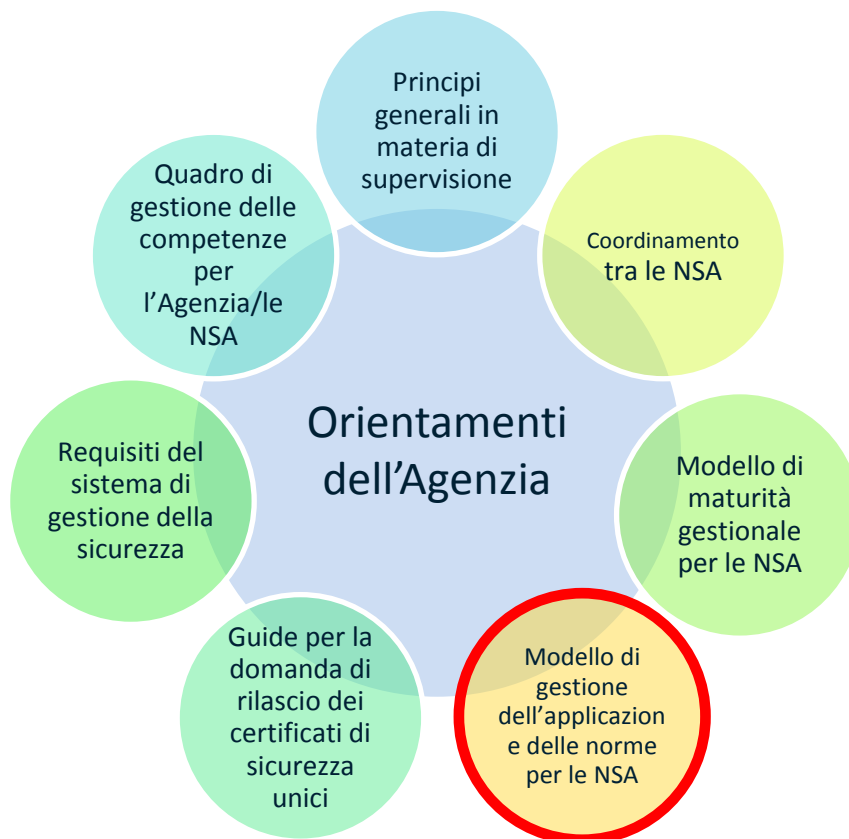 Principi
generali in
materia di
supervisione
Coordinamento
tra le NSA
Modello di
maturità
gestionale
per le NSA
Modello di
gestione
dell'applicazion
e delle norme
per le NSA
Guide per la
domanda di
rilascio dei
certificati di
sicurezza
unici
Requisiti del
sistema di
gestione della
sicurezza
Quadro di
gestione delle
competenze
per
l'Agenzia/le
NSA
Orientamenti
dell'Agenzia